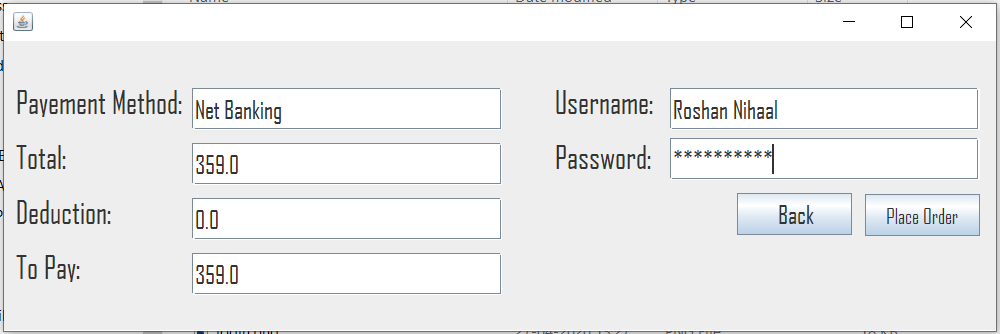 Payement Method: Net Banking
Total: 359.0
Deduction: 0.0
To Pay: 359.0
Username: Roshan Nihaal
Password: **********
Back Place Order